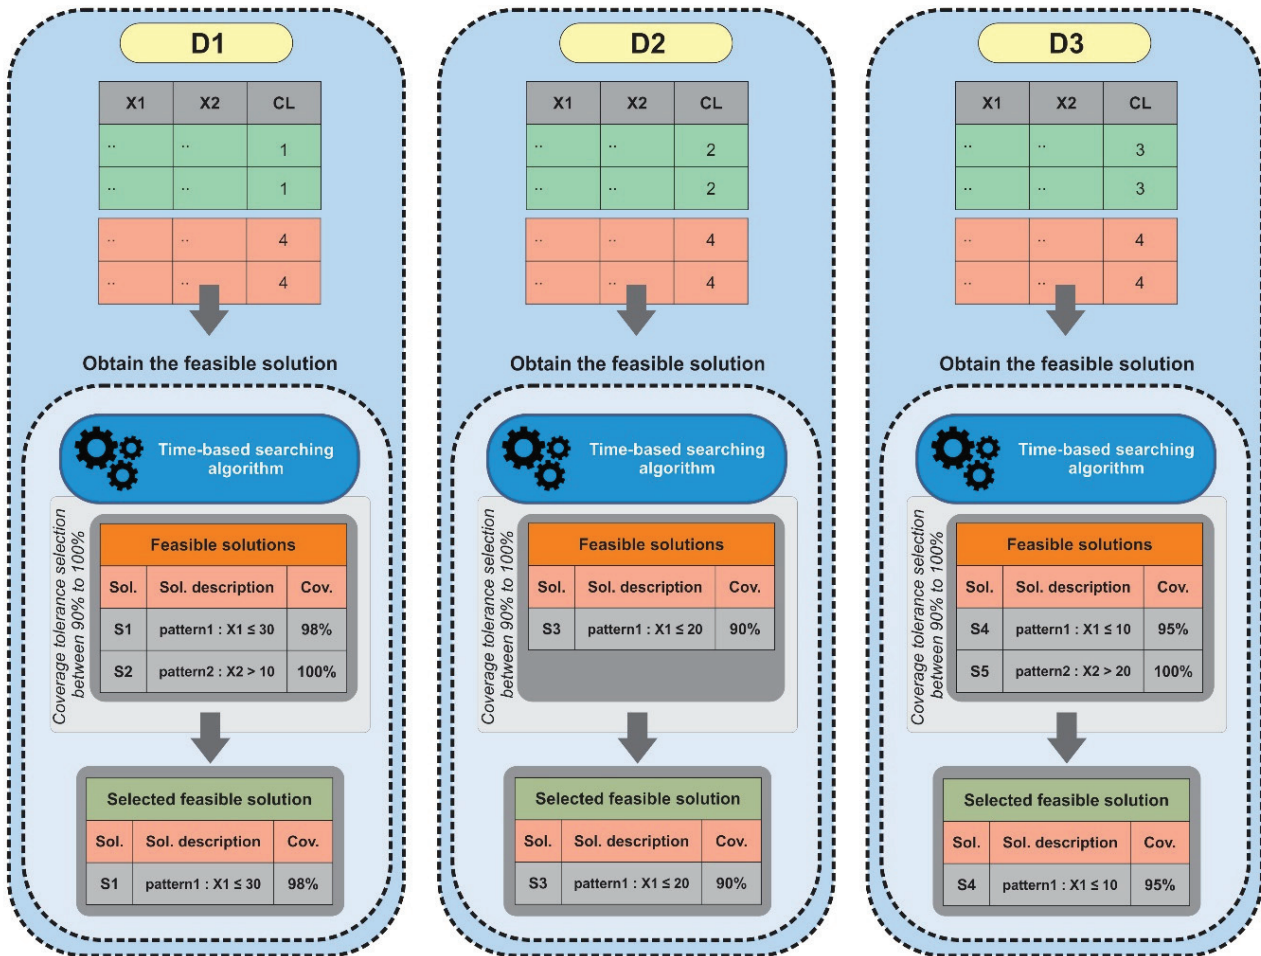 D1
X1 X2 CL
.. .. 1
.. .. 1
.. .. 4
.. .. 4
Obtain the feasible solution
Time-based searching
algorithm
Coverage tolerance selection
between 90% to 100%
Feasible solutions
Sol. Sol. description Cov.
S1 pattern1 : X1 ≤ 30 98%
S2 pattern2 : X2 > 10 100%
Selected feasible solution
Sol. Sol. description Cov.
S1 pattern1 : X1 ≤ 30 98%
D2
X1 X2 CL
.. .. 2
.. .. 2
.. .. 4
.. .. 4
Obtain the feasible solution
Time-based searching
algorithm
Coverage tolerance selection
between 90% to 100%
Feasible solutions
Sol. Sol. description Cov.
S3 pattern1 : X1 ≤ 20 90%
Selected feasible solution
Sol. Sol. description Cov.
S3 pattern1 : X1 ≤ 20 90%
D3
X1 X2 CL
.. .. 3
.. .. 3
.. .. 4
.. .. 4
Obtain the feasible solution
Time-based searching
algorithm
Coverage tolerance selection
between 90% to 100%
Feasible solutions
Sol. Sol. description Cov.
S4 pattern1 : X1 ≤ 10 95%
S5 pattern2 : X2 > 20 100%
Selected feasible solution
Sol. Sol. description Cov.
S4 pattern1 : X1 ≤ 10 95%